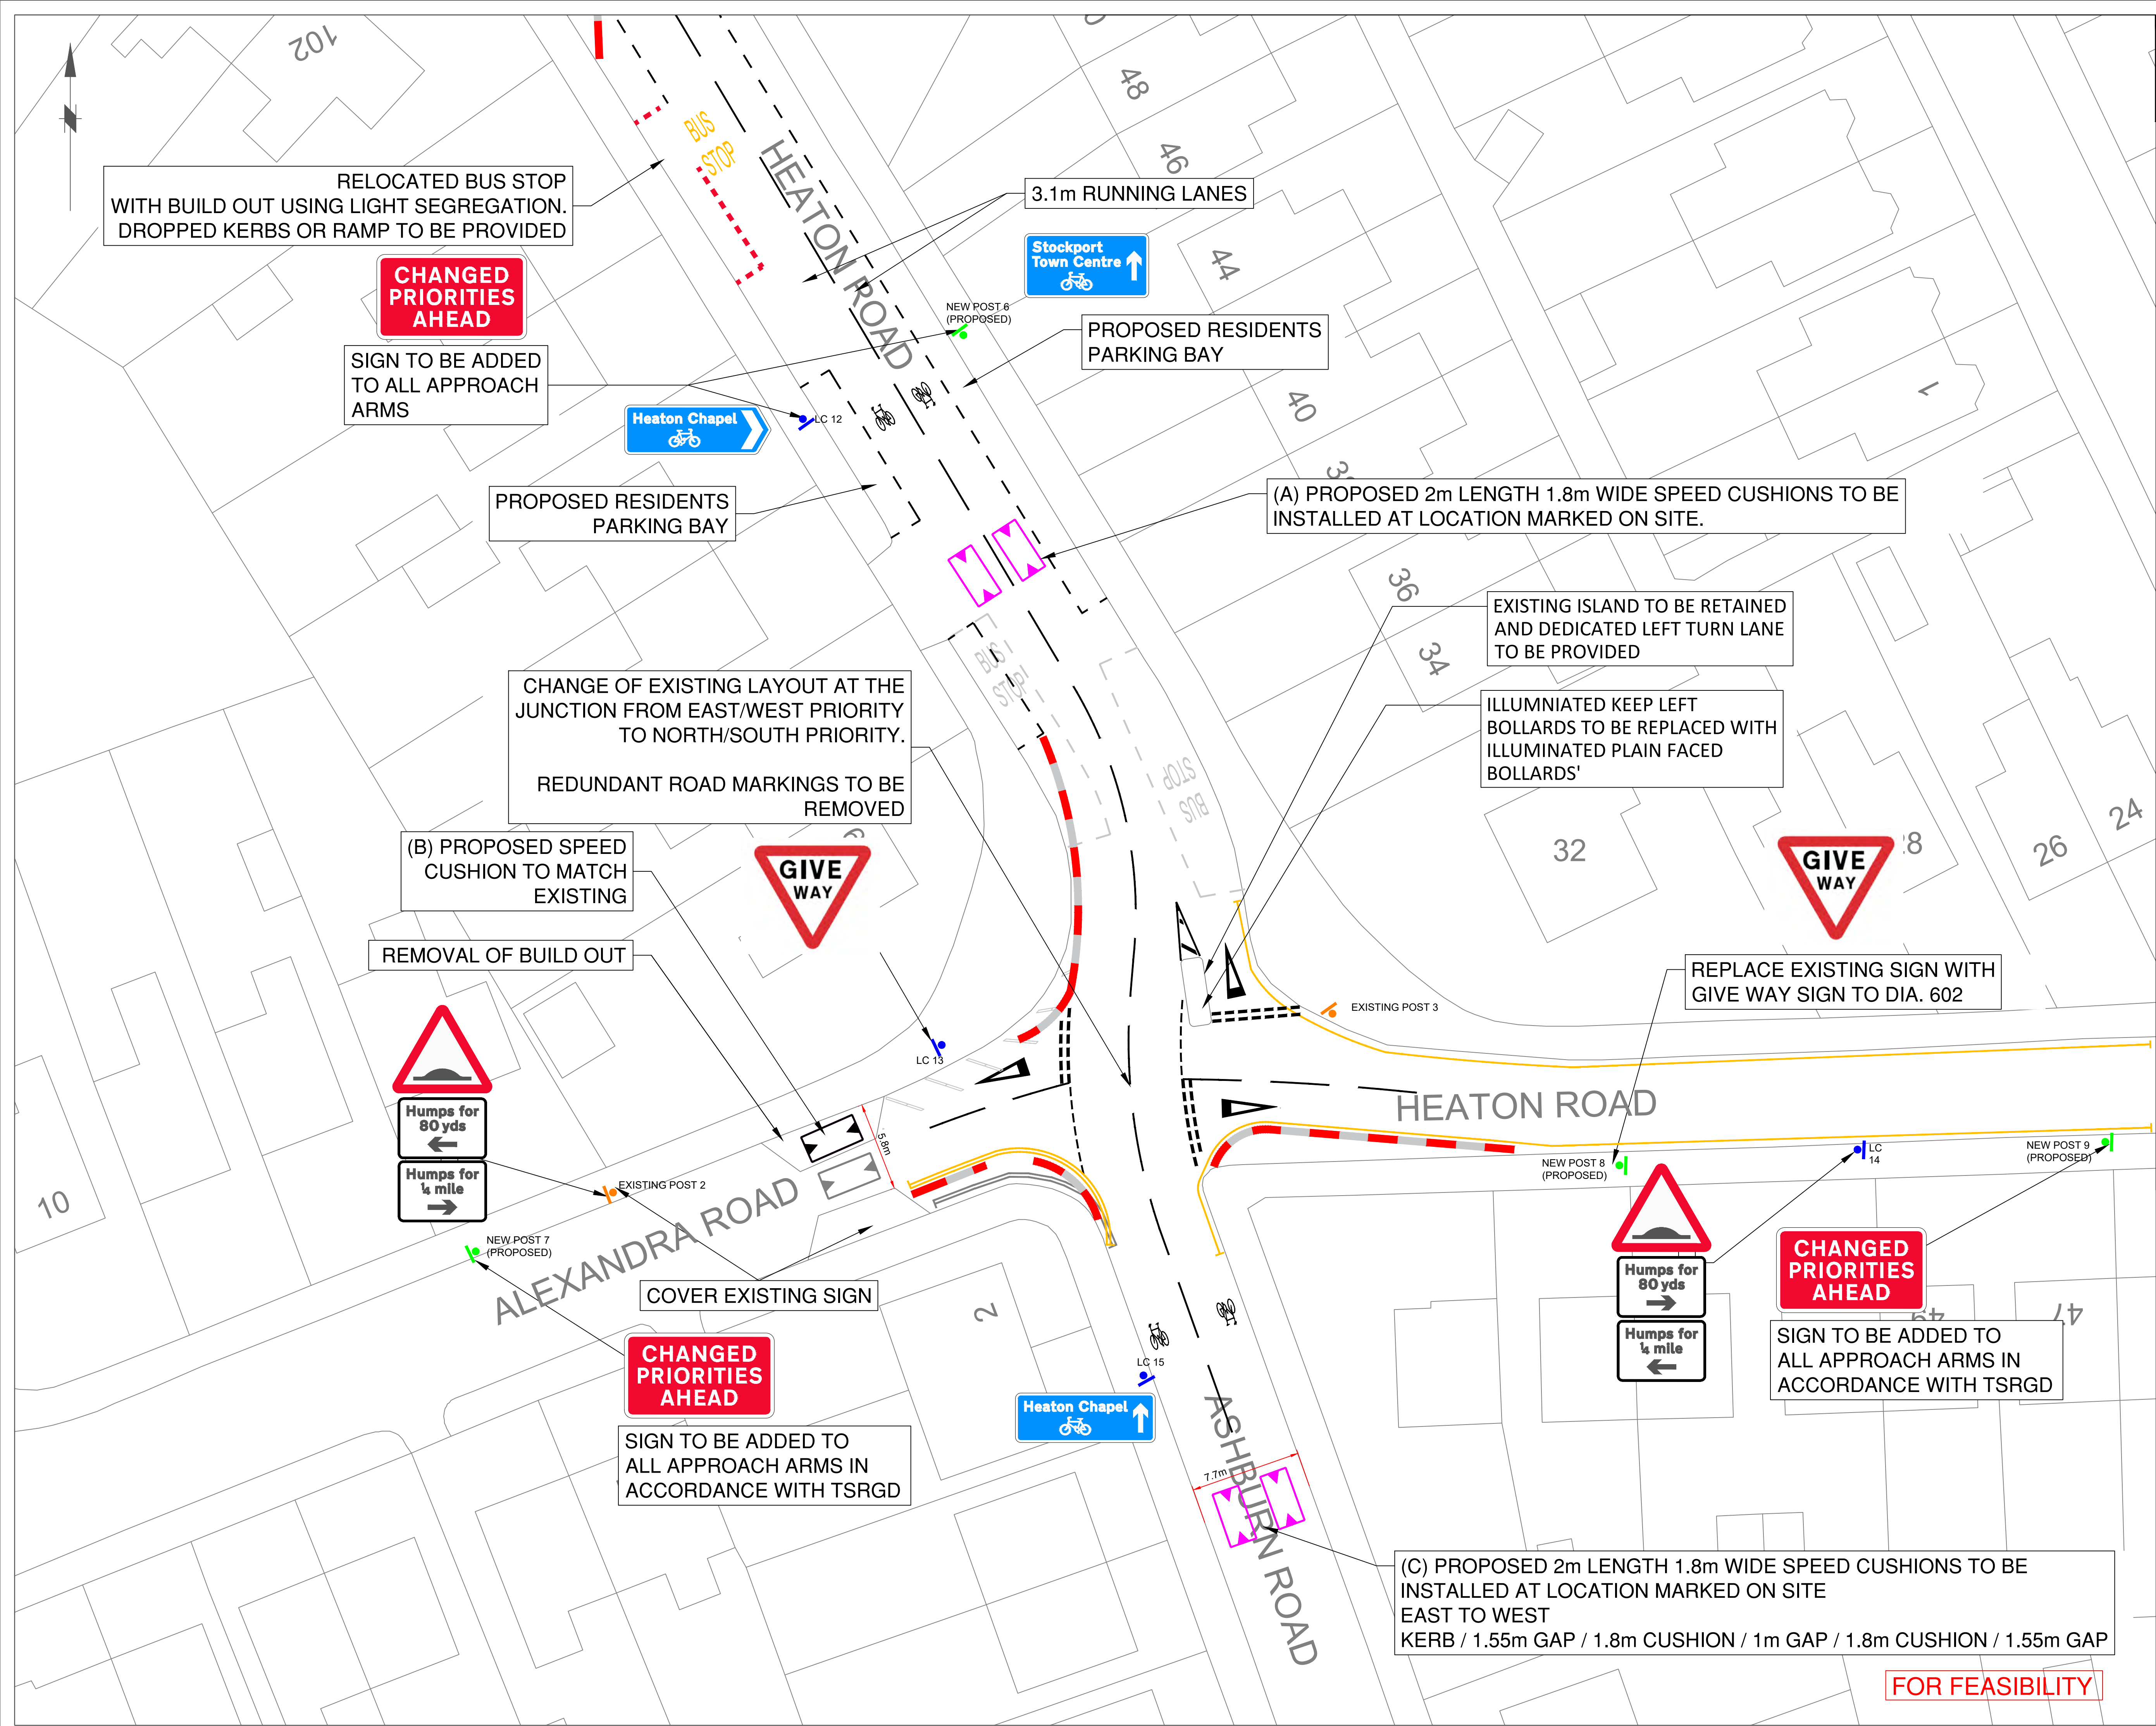 102
48
46
44
40
36
34
32
26
24
1
10
2
47
BUS
STOP
HEATON ROAD
RELOCATED BUS STOP
WITH BUILD OUT USING LIGHT SEGREGATION.
DROPPED KERBS OR RAMP TO BE PROVIDED
3.1m RUNNING LANES
Stockport
Town Centre
CHANGED
PRIORITIES
AHEAD
NEW POST 6
(PROPOSED)
PROPOSED RESIDENTS
PARKING BAY
SIGN TO BE ADDED
TO ALL APPROACH
ARMS
Heaton Chapel
LC 12
PROPOSED RESIDENTS
PARKING BAY
(A) PROPOSED 2m LENGTH 1.8m WIDE SPEED CUSHIONS TO BE
INSTALLED AT LOCATION MARKED ON SITE.
EXISTING ISLAND TO BE RETAINED
AND DEDICATED LEFT TURN LANE
TO BE PROVIDED
BUS
STOP
CHANGE OF EXISTING LAYOUT AT THE
JUNCTION FROM EAST/WEST PRIORITY
TO NORTH/SOUTH PRIORITY.
REDUNDANT ROAD MARKINGS TO BE
REMOVED
ILLUMNIATED KEEP LEFT
BOLLARDS TO BE REPLACED WITH
ILLUMINATED PLAIN FACED
BOLLARDS'
BUS
STOP
(B) PROPOSED SPEED
CUSHION TO MATCH
EXISTING
GIVE
WAY
GIVE
WAY
REMOVAL OF BUILD OUT
REPLACE EXISTING SIGN WITH
GIVE WAY SIGN TO DIA. 602
EXISTING POST 3
LC 13
HEATON ROAD
Humps for
80 yds
Humps for
¼ mile
5.8m
EXISTING POST 2
NEW POST 8
(PROPOSED)
LC
14
NEW POST 9
(PROPOSED)
NEW POST 7
(PROPOSED)
ALEXANDRA ROAD
COVER EXISTING SIGN
Humps for
80 yds
Humps for
¼ mile
CHANGED
PRIORITIES
AHEAD
SIGN TO BE ADDED TO
ALL APPROACH ARMS IN
ACCORDANCE WITH TSRGD
CHANGED
PRIORITIES
AHEAD
SIGN TO BE ADDED TO
ALL APPROACH ARMS IN
ACCORDANCE WITH TSRGD
LC 15
Heaton Chapel
ASHBURN ROAD
7.7m
(C) PROPOSED 2m LENGTH 1.8m WIDE SPEED CUSHIONS TO BE
INSTALLED AT LOCATION MARKED ON SITE
EAST TO WEST
KERB / 1.55m GAP / 1.8m CUSHION / 1m GAP / 1.8m CUSHION / 1.55m GAP
FOR FEASIBILITY